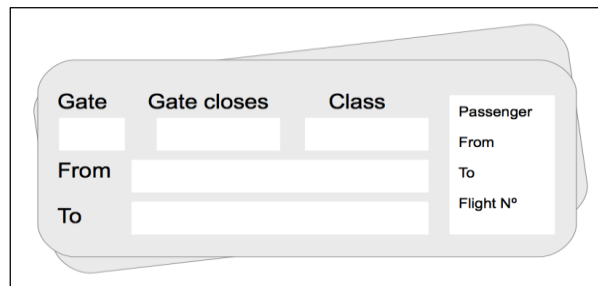 Gate Gate closes Class
From
To
Passenger
From
To
Flight Nº